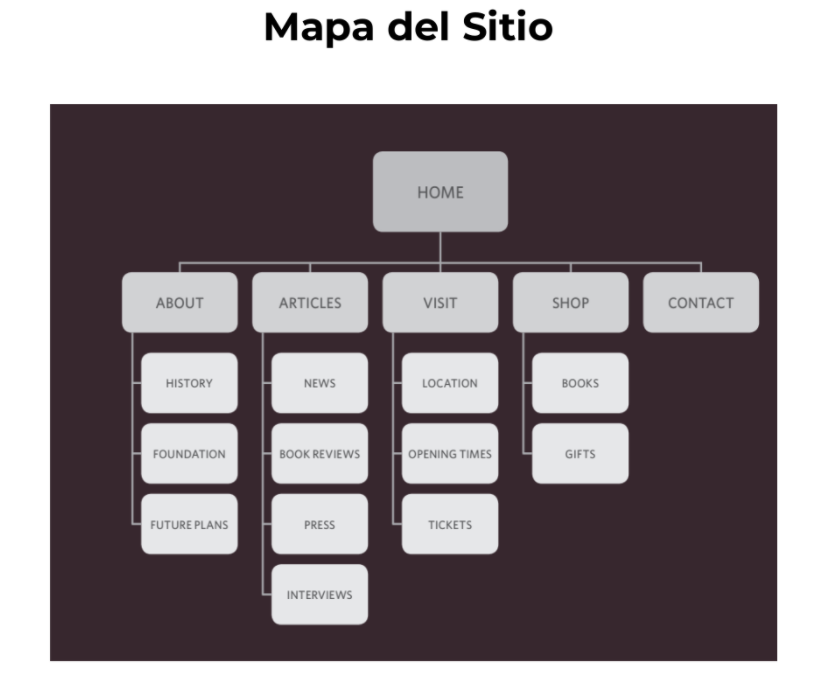 Mapa del Sitio
HOME
ABOUT
ARTICLES
VISIT
SHOP
CONTACT
HISTORY
NEWS
LOCATION
BOOKS
FOUNDATION
BOOK REVIEWS
OPENING TIMES
GIFTS
FUTURE PLANS
PRESS
TICKETS
INTERVIEWS